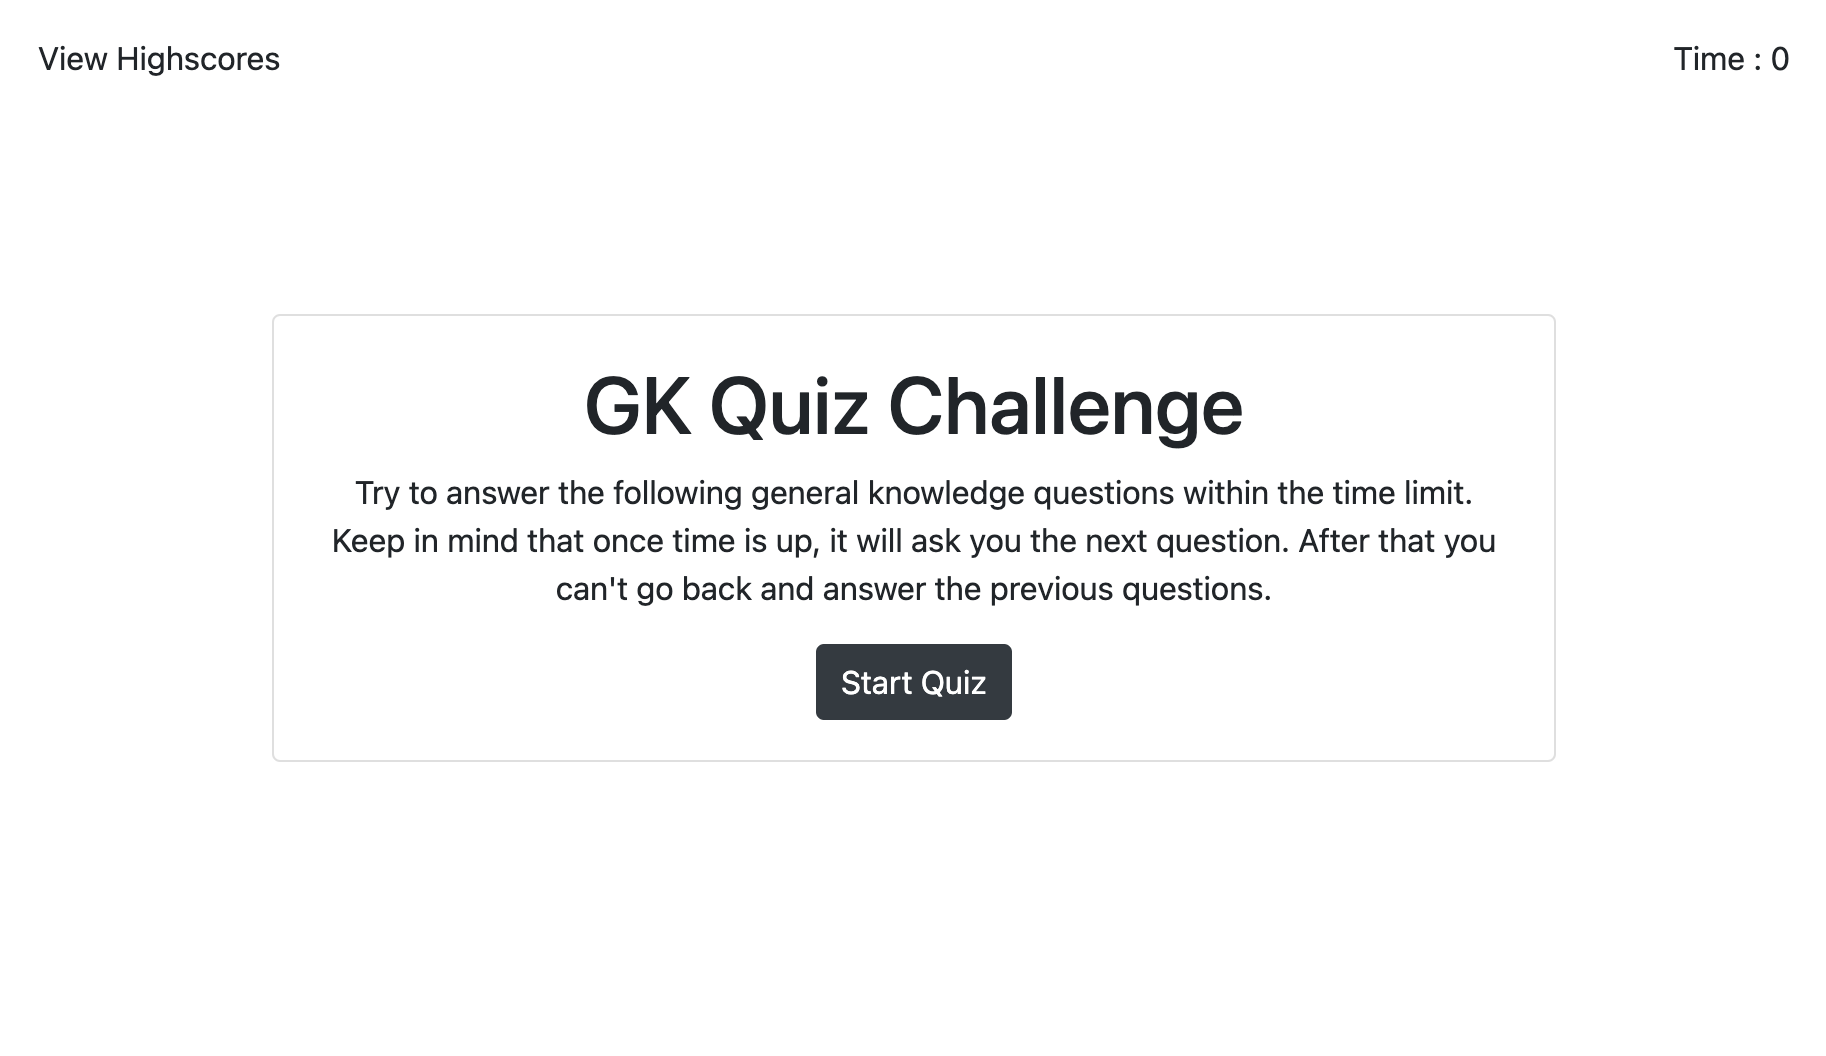 View Highscores
Time : 0
GK Quiz Challenge
Try to answer the following general knowledge questions within the time limit.
Keep in mind that once time is up, it will ask you the next question. After that you
can't go back and answer the previous questions.
Start Quiz